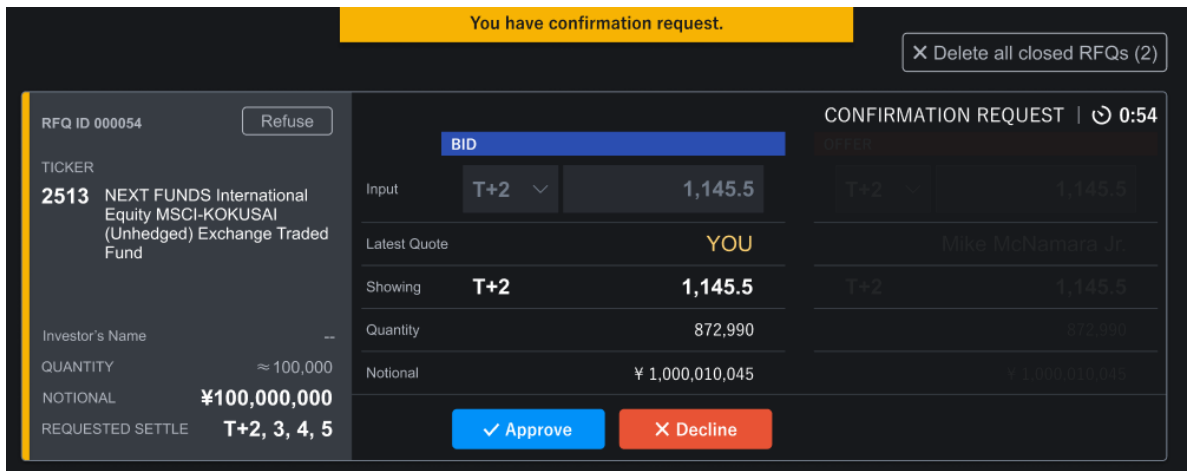 You have confirmation request.
Delete all closed RFQs (2)
RFQ ID 000054
Refuse
TICKER
2513
NEXT FUNDS International
Equity MSCI-KOKUSAI
(Unhedged) Exchange Traded
Fund
Investor's Name
--
QUANTITY
≈100,000
NOTIONAL
¥100,000,000
REQUESTED SETTLE
T+2, 3, 4, 5
CONFIRMATION REQUEST | 0:54
BID
OFFER
Input
T+2
1,145.5
T+2
1,145.5
Latest Quote
YOU
Mike McNamara Jr.
Showing
T+2
1,145.5
T+2
1,145.5
Quantity
872,990
872,990
Notional
¥ 1,000,010,045
¥ 1,000,010,045
Approve
Decline